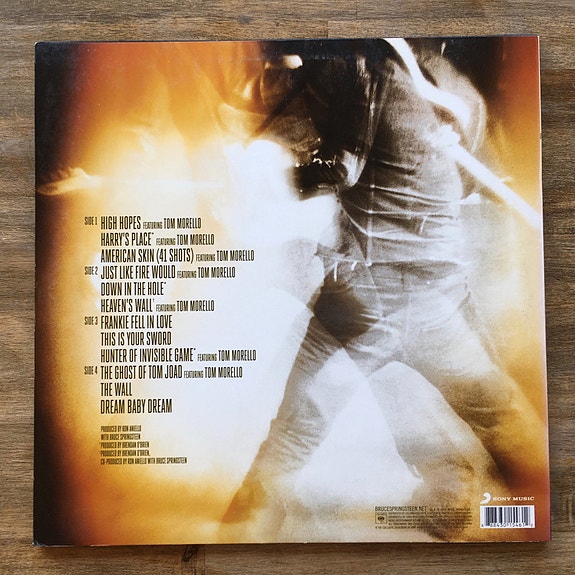 SIDE 1 HIGH HOPES FEATURING TOM MORELLO
HARRY'S PLACE* FEATURING TOM MORELLO
AMERICAN SKIN (41 SHOTS) FEATURING TOM MORELLO
SIDE 2 JUST LIKE FIRE WOULD FEATURING TOM MORELLO
DOWN IN THE HOLE*
HEAVEN'S WALL* FEATURING TOM MORELLO
SIDE 3 FRANKIE FELL IN LOVE
THIS IS YOUR SWORD
HUNTER OF INVISIBLE GAME* FEATURING TOM MORELLO
SIDE 4 THE GHOST OF TOM JOAD FEATURING TOM MORELLO
THE WALL
DREAM BABY DREAM
PRODUCED BY RON ANIELLO
WITH BRUCE SPRINGSTEEN
*PRODUCED BY BRENDAN O'BRIEN
PRODUCED BY BRENDAN O'BRIEN,
CO-PRODUCED BY RON ANIELLO WITH BRUCE SPRINGSTEEN
SONY MUSIC
BRUCESPRINGSTEEN.NET